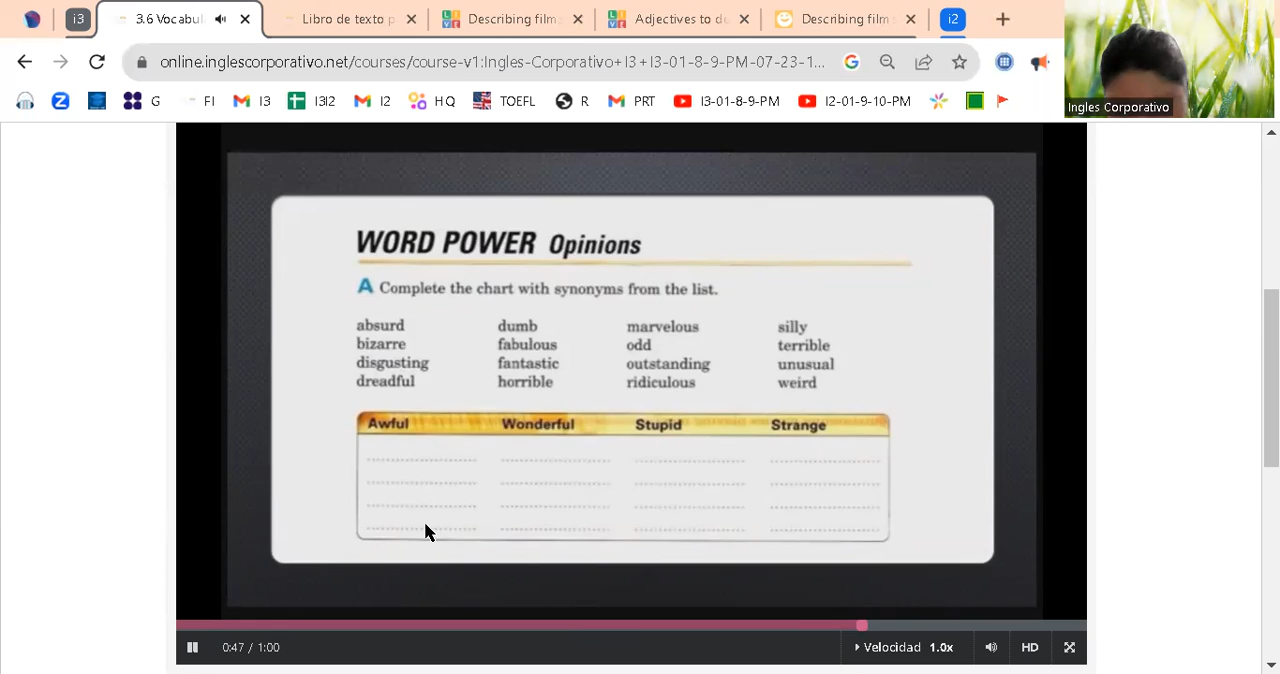 i3
3.6 Vocabul
Libro de texto p
Describing film
Adjectives to de
Describing film
i2
online.inglescorporativo.net/courses/course-v1:Ingles-Corporativo+I3+I3-01-8-9-PM-07-23-1...
G
FI
I3
I3I2
I2
HQ
TOEFL
R
PRT
I3-01-8-9-PM
I2-01-9-10-PM
Ingles Corporativo
WORD POWER Opinions
A Complete the chart with synonyms from the list.
absurd dumb marvelous silly
bizarre fabulous odd terrible
disgusting fantastic outstanding unusual
dreadful horrible ridiculous weird
Awful Wonderful Stupid Strange
0:47 / 1:00
Velocidad 1.0x
HD